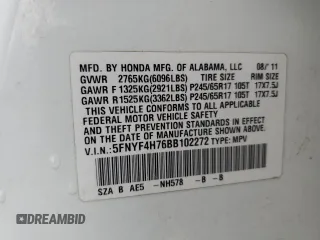 MFD BY HONDA MFG OF ALABAMA, LLC 08/'11
GVWR 2765KG(6096LBS) TIRE SIZE RIM SIZE
GAWR F 1325KG(2921LBS) P245/65R17 105T 17X7.5J
GAWR R 1525KG(3362LBS) P245/65R17 105T 17X7.5J
THIS VEHICLE CONFORMS TO ALL APPLICABLE
FEDERAL MOTOR VEHICLE SAFETY STANDARDS IN
EFFECT ON THE DATE OF MANUFACTURE SHOWN ABOVE.
V.I.N.: 5FNYF4H76BB102272 TYPE: MPV
SZA B AE5 -NH578 -B -B
© DREAMBID
DREAMBID.COM